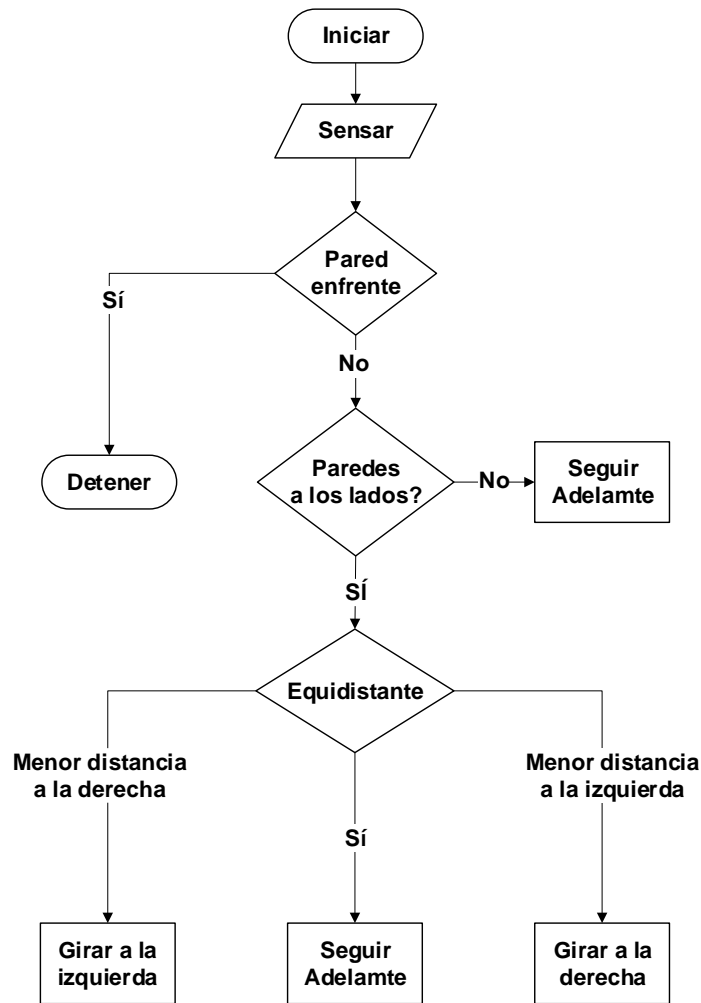 Iniciar
Sensar
Pared
enfrente
Sí
No
Detener
Paredes
a los lados?
No
Seguir
Adelamte
SÍ
Equidistante
Menor distancia
a la derecha
Menor distancia
a la izquierda
Sí
Girar a la
izquierda
Seguir
Adelamte
Girar a la
derecha